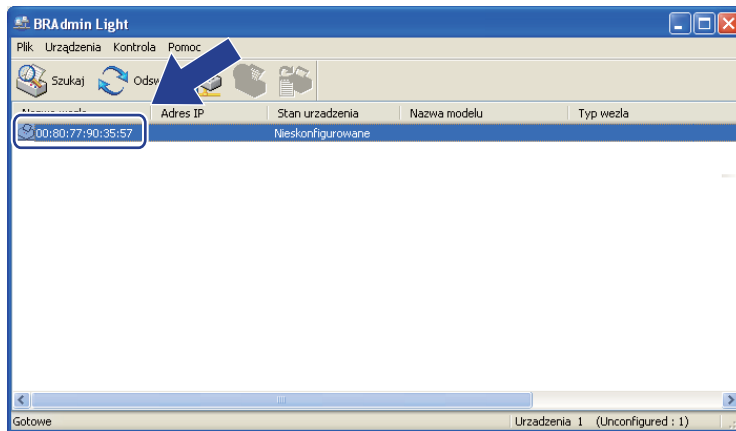 BRAdmin Light
Plik Urządzenia Kontrola Pomoc
Szukaj
Adres IP Stan urzadzenia Nazwa modelu Typ wezla
00:80:77:90:35:57 Nieskonfigurowane
Gotowe Urzadzenia 1 (Unconfigured : 1)